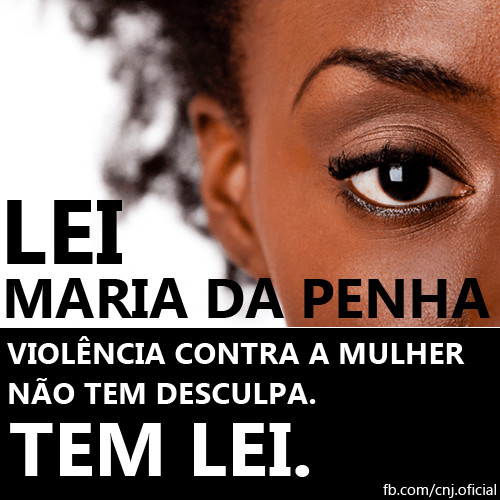 LEI
MARIA DA PENHA
VIOLÊNCIA CONTRA A MULHER
NÃO TEM DESCULPA.
TEM LEI.
fb.com/cnj.oficial